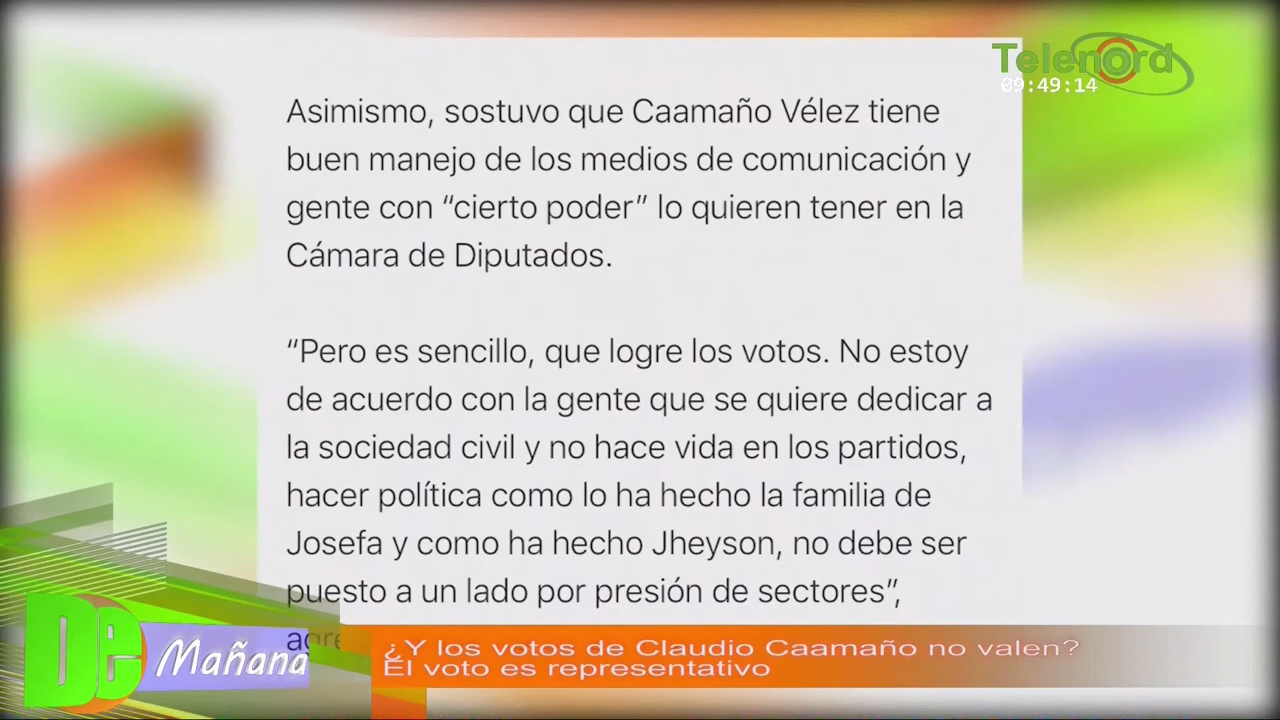 Telenord
09:49:14
Asimismo, sostuvo que Caamaño Vélez tiene
buen manejo de los medios de comunicación y
gente con “cierto poder” lo quieren tener en la
Cámara de Diputados.
“Pero es sencillo, que logre los votos. No estoy
de acuerdo con la gente que se quiere dedicar a
la sociedad civil y no hace vida en los partidos,
hacer política como lo ha hecho la familia de
Josefa y como ha hecho Jheyson, no debe ser
puesto a un lado por presión de sectores”,
De Mañana
¿Y los votos de Claudio Caamaño no valen?
El voto es representativo